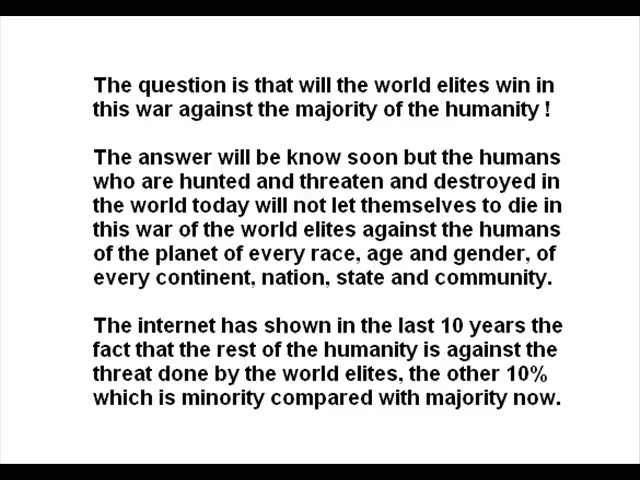 The question is that will the world elites win in
this war against the majority of the humanity !
The answer will be know soon but the humans
who are hunted and threaten and destroyed in
the world today will not let themselves to die in
this war of the world elites against the humans
of the planet of every race, age and gender, of
every continent, nation, state and community.
The internet has shown in the last 10 years the
fact that the rest of the humanity is against the
threat done by the world elites, the other 10%
which is minority compared with majority now.